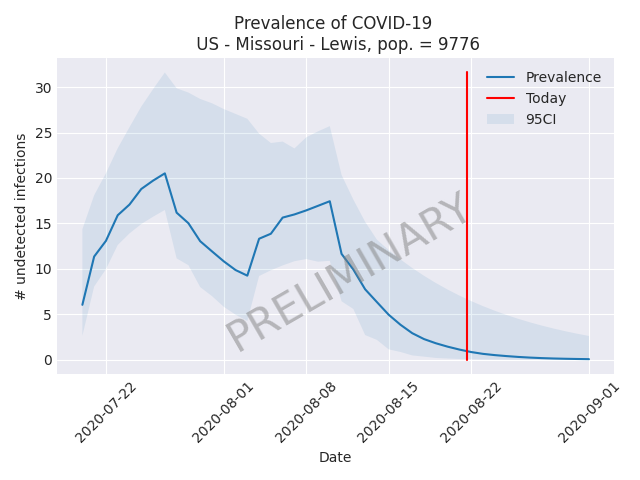 Prevalence of COVID-19
US - Missouri - Lewis, pop. = 9776
Prevalence
Today
95CI
30
25
20
15
10
5
0
# undetected infections
PRELIMINARY
2020-07-22
2020-08-01
2020-08-08
2020-08-15
2020-08-22
2020-09-01
Date